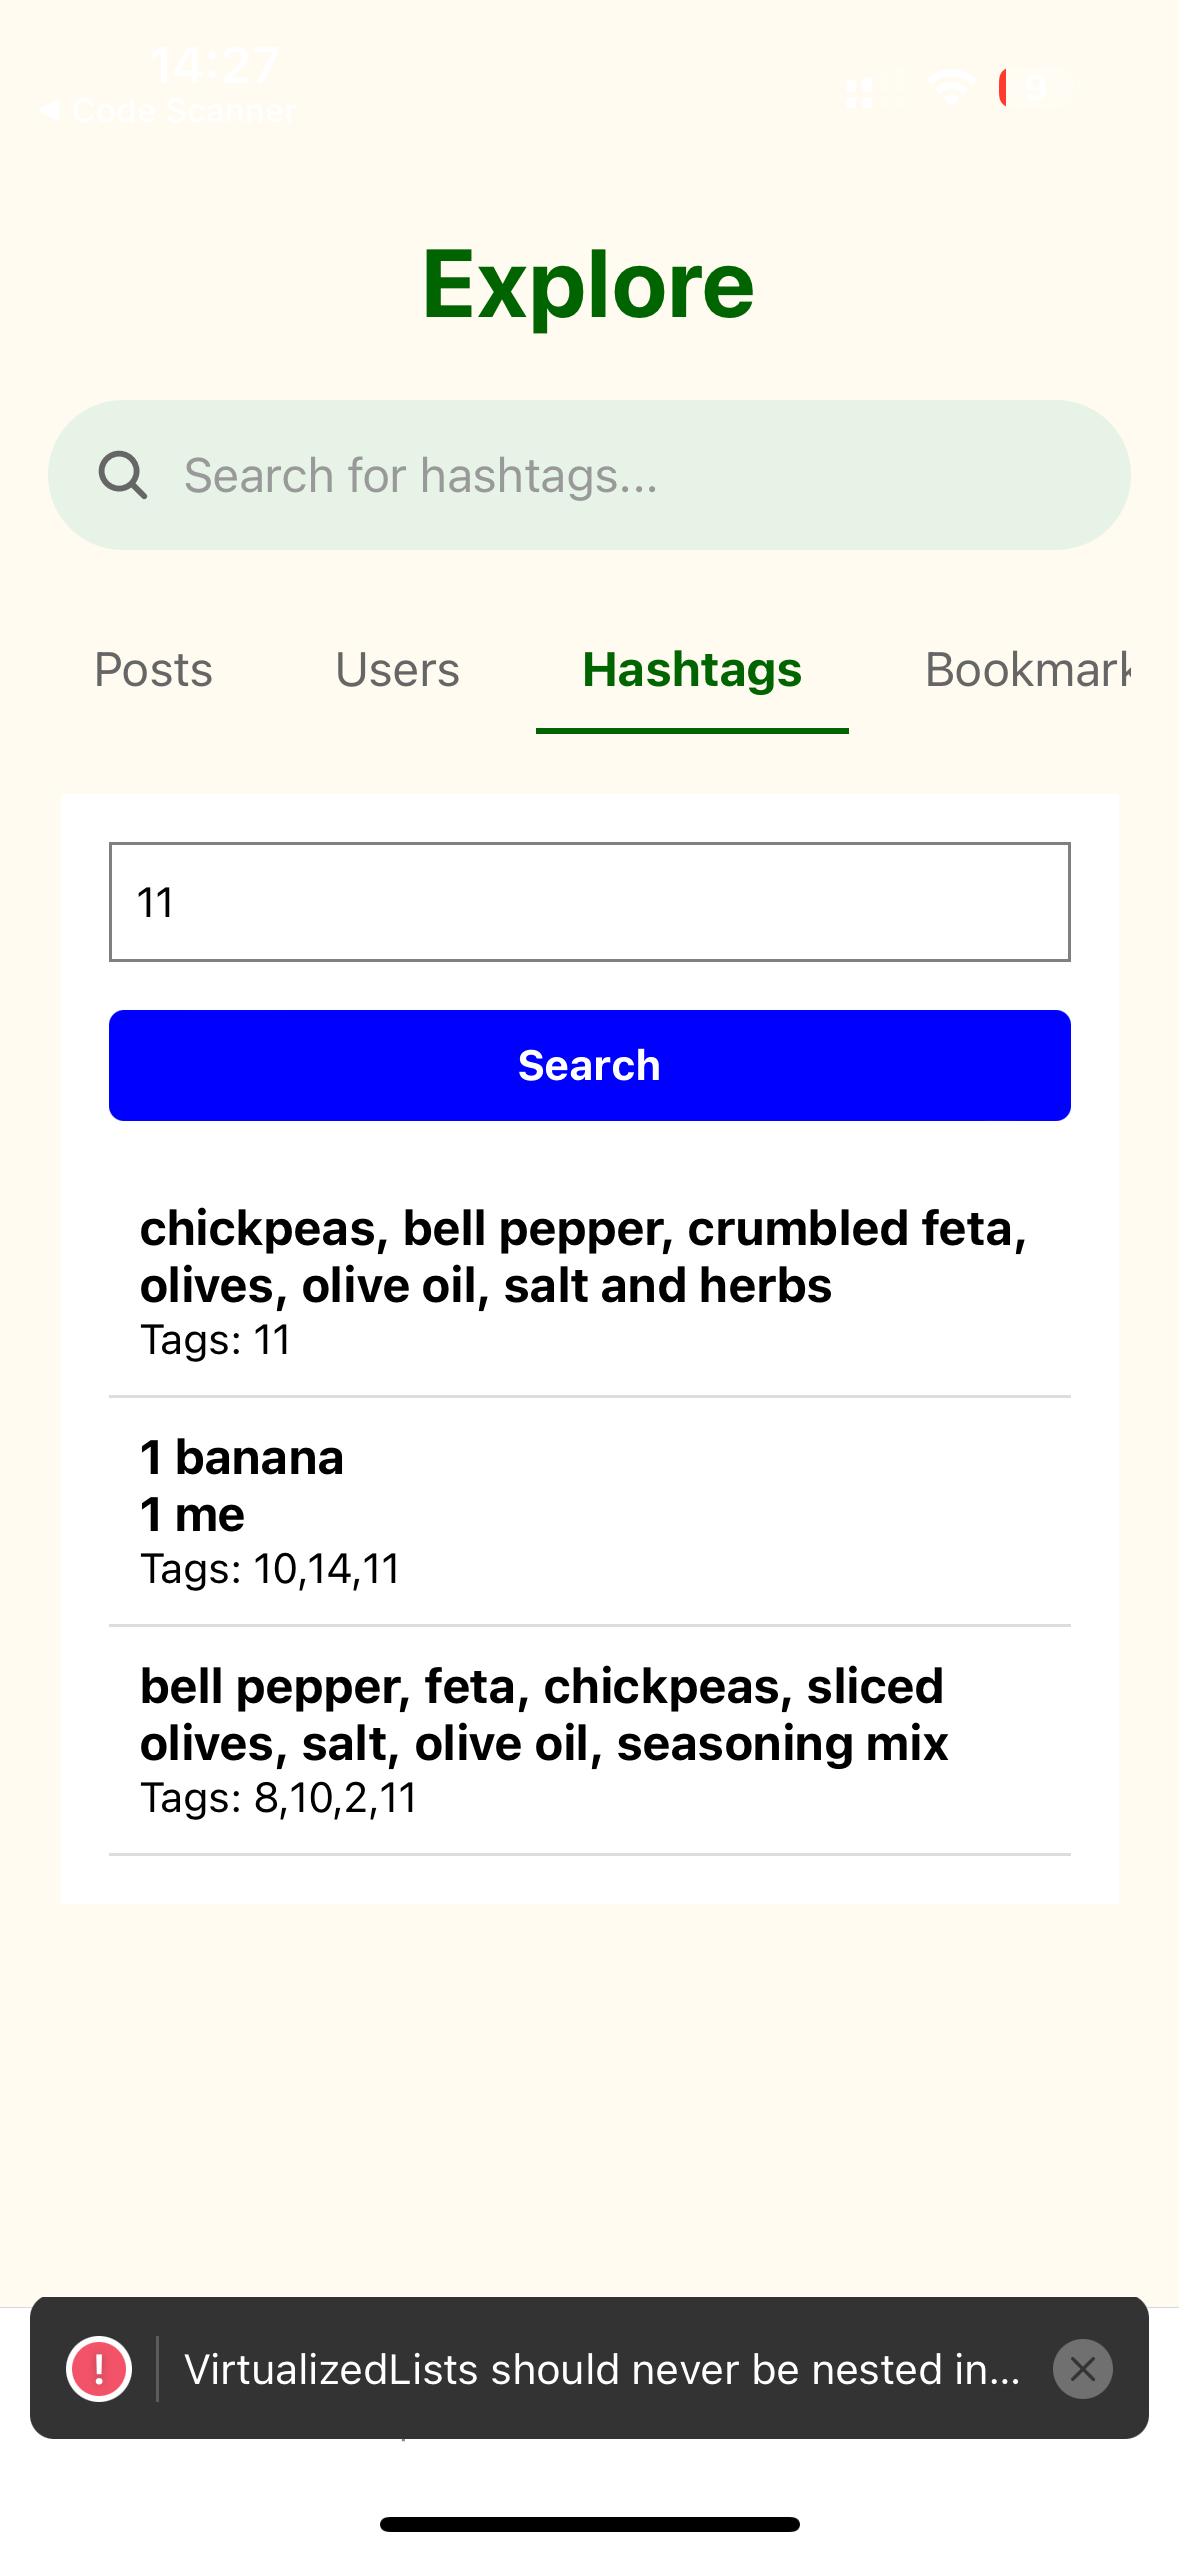 14:27
9
◀ Code Scanner
Explore
Search for hashtags...
Posts
Users
Hashtags
Bookmark
11
Search
chickpeas, bell pepper, crumbled feta,
olives, olive oil, salt and herbs
Tags: 11
1 banana
1 me
Tags: 10,14,11
bell pepper, feta, chickpeas, sliced
olives, salt, olive oil, seasoning mix
Tags: 8,10,2,11
VirtualizedLists should never be nested in...